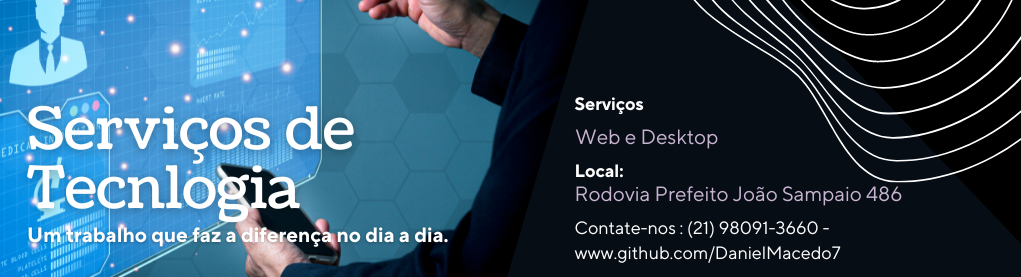 Serviços de
Tecnlogia
Um trabalho que faz a diferença no dia a dia.
Serviços
Web e Desktop
Local:
Rodovia Prefeito João Sampaio 486
Contate-nos : (21) 98091-3660 -
www.github.com/DanielMacedo7